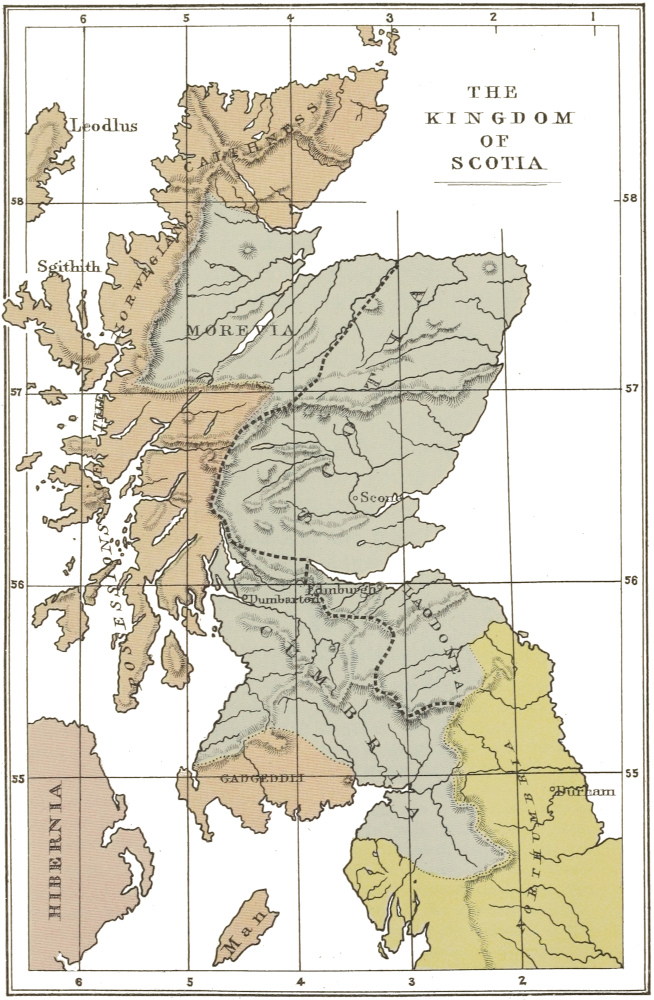 6 5 4 3 2 1
THE
KINGDOM
OF
SCOTIA
Leodlus
CAITHNESS
58 58
Sgithith
POSSESSIONS OF THE NORWEGIANS
MOREVIA
SCOTIA
57 57
Scone
56 56
Edinburgh
Dumbarton
LAODONEA
CUMBRIA
GADGEDDLI
55 55
Durham
NORTHUMBRIA
HIBERNIA
Man
6 5 4 3 2